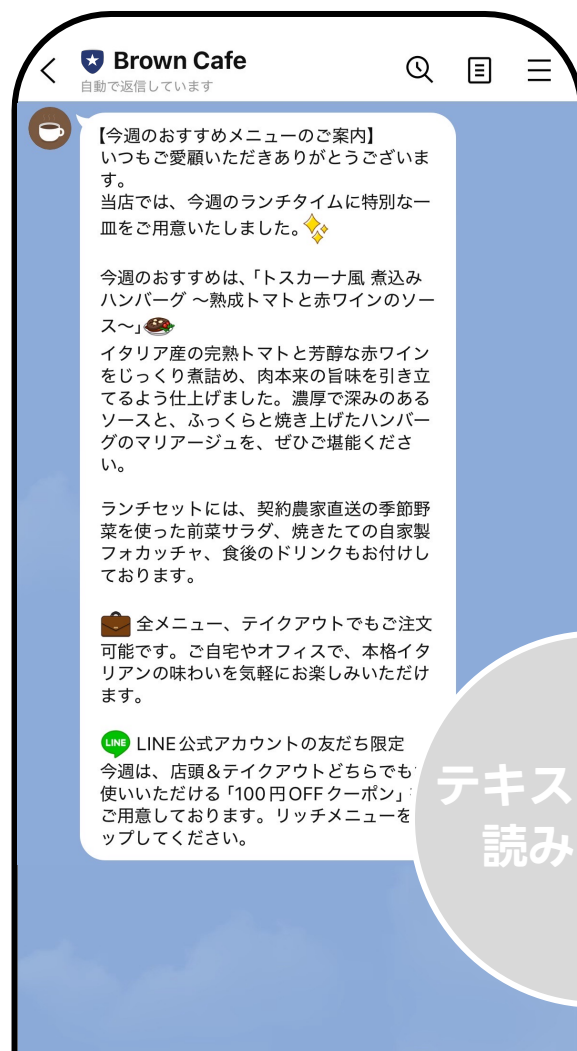 Brown Cafe
自動で返信しています
【今週のおすすめメニューのご案内】
いつもご愛顧いただきありがとうございま
す。
当店では、今週のランチタイムに特別な一
皿をご用意いたしました。
今週のおすすめは、「トスカーナ風 煮込み
ハンバーグ 〜熟成トマトと赤ワインのソー
ス〜」
イタリア産の完熟トマトと芳醇な赤ワイン
をじっくり煮詰め、肉本来の旨味を引き立
てるよう仕上げました。濃厚で深みのある
ソースと、ふっくらと焼き上げたハンバー
グのマリアージュを、ぜひご堪能くださ
い。
ランチセットには、契約農家直送の季節野
菜を使った前菜サラダ、焼きたての自家製
フォカッチャ、食後のドリンクもお付けし
ております。
全メニュー、テイクアウトでもご注文
可能です。ご自宅やオフィスで、本格イタ
リアンの味わいを気軽にお楽しみいただけ
ます。
LINE LINE公式アカウントの友だち限定
今週は、店頭&テイクアウトどちらでも
使いいただける「100円OFFクーポン」
ご用意しております。リッチメニューを
ップしてください。
テキス
読み